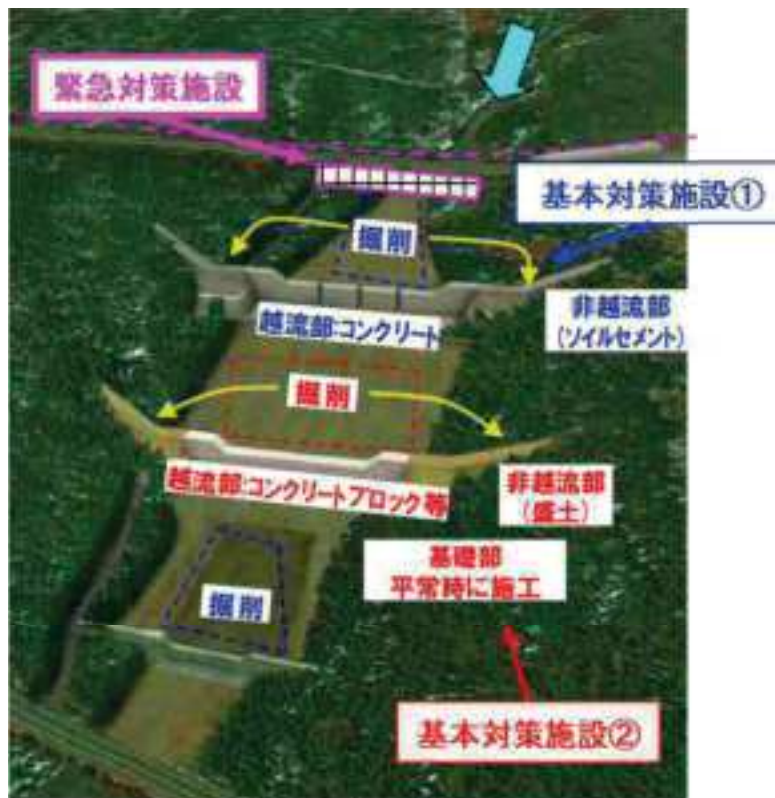 緊急対策施設
基本対策施設①
掘削
越流部:コンクリート
非越流部
(ソイルセメント)
掘削
越流部:コンクリートブロック等
非越流部
(盛土)
基礎部
平常時に施工
掘削
基本対策施設②